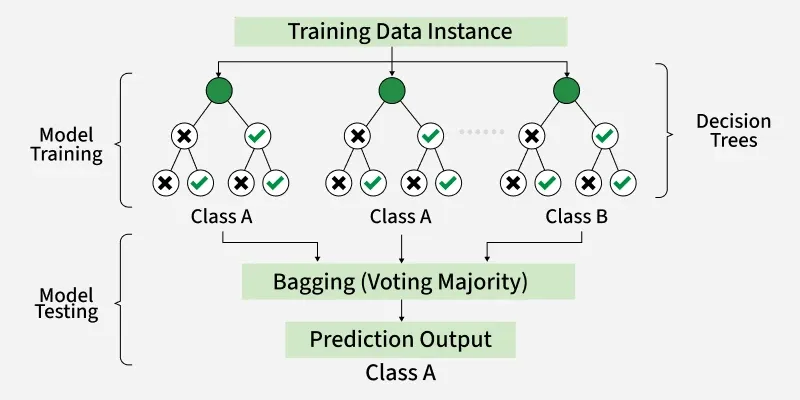 Training Data Instance
Model
Training
Decision
Trees
Class A
Class A
Class B
Model
Testing
Bagging (Voting Majority)
Prediction Output
Class A